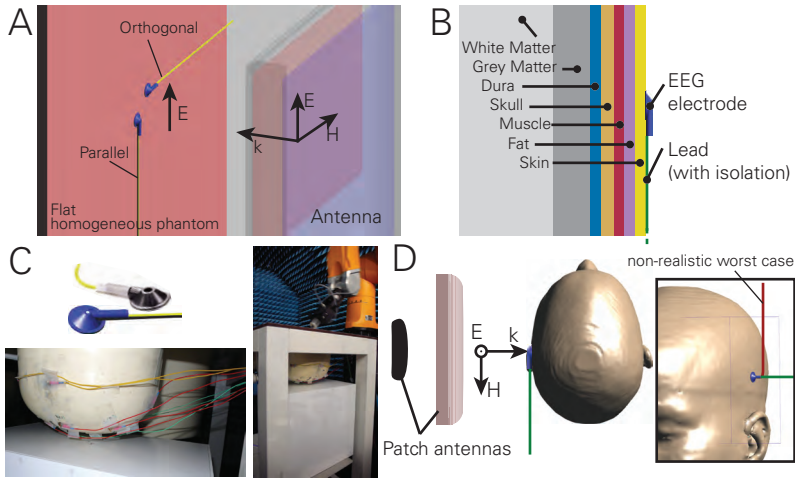 A
Orthogonal
E
Parallel
Flat
homogeneous phantom
E
H
k
Antenna
B
White Matter
Grey Matter
Dura
Skull
Muscle
Fat
Skin
EEG
electrode
Lead
(with isolation)
C
D
E
k
H
Patch antennas
non-realistic worst case